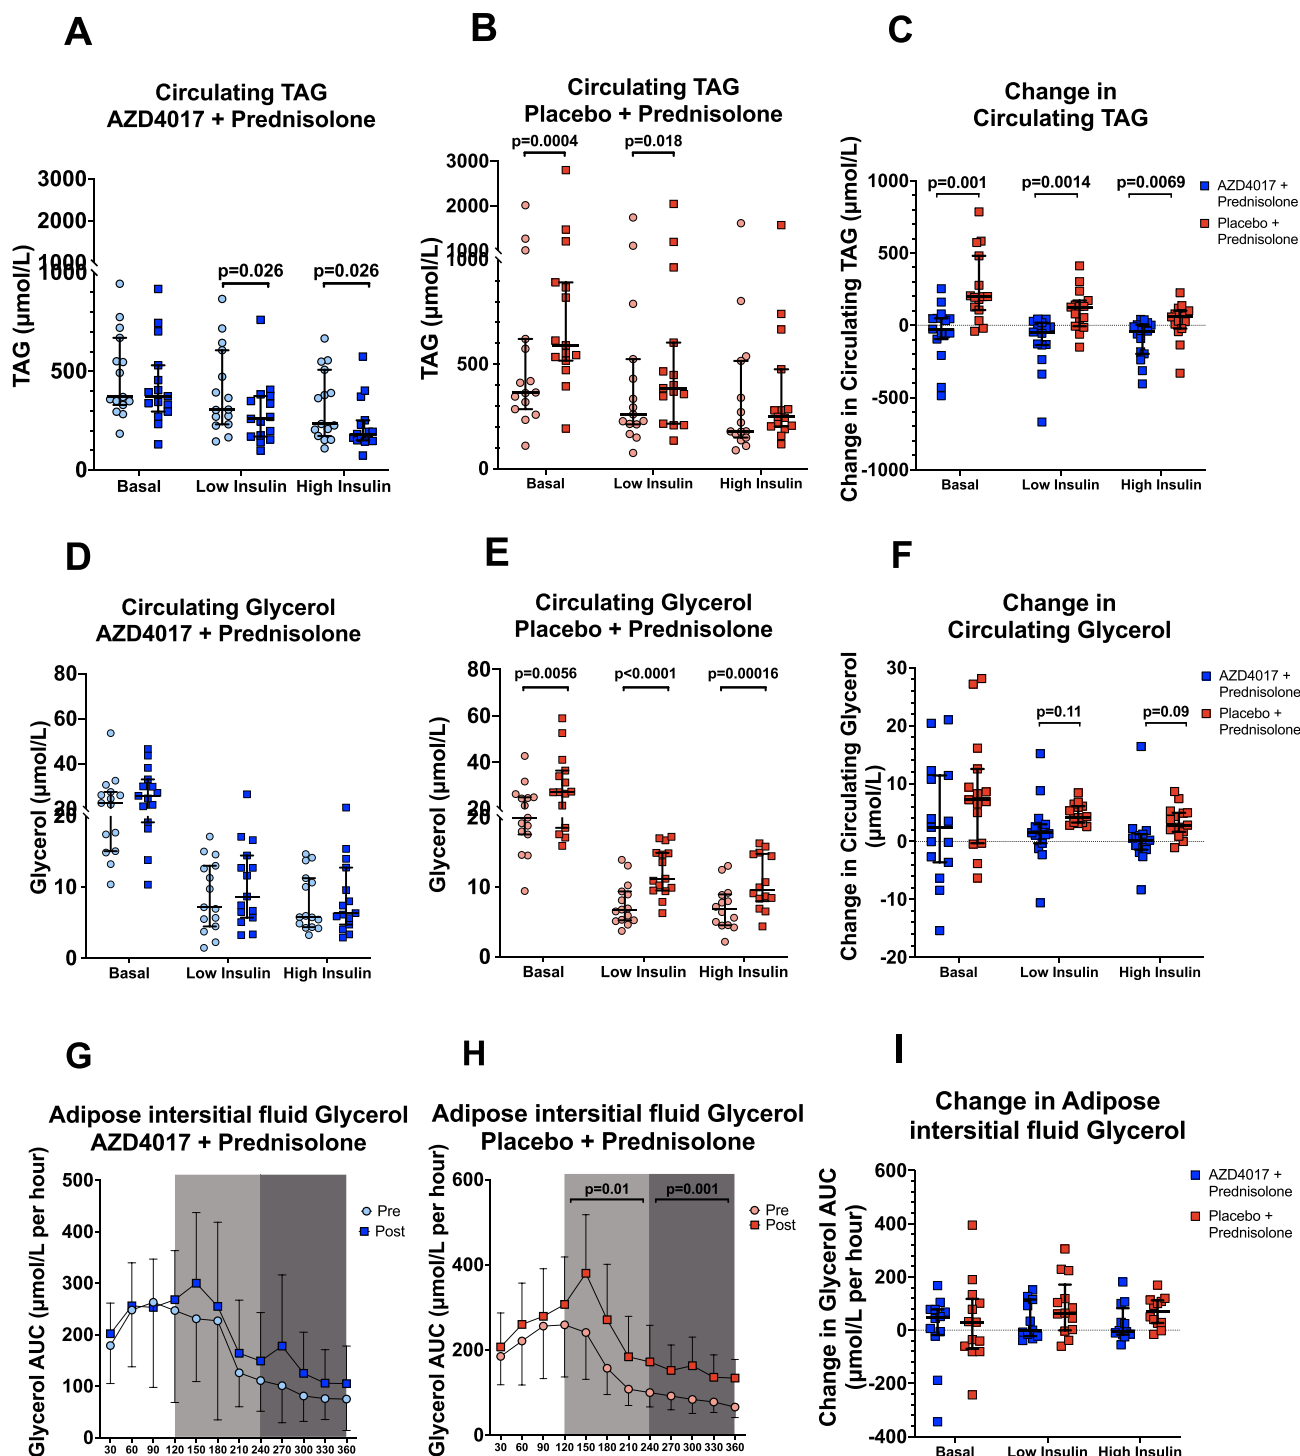 A
Circulating TAG
AZD4017 + Prednisolone
TAG (µmol/L)
3000
2000
1000
1000
500
0
p=0.026
p=0.026
Basal
Low Insulin
High Insulin
B
Circulating TAG
Placebo + Prednisolone
TAG (µmol/L)
p=0.0004
p=0.018
3000
2000
1000
1000
500
0
Basal
Low Insulin
High Insulin
C
Change in
Circulating TAG
Change in Circulating TAG (µmol/L)
1000
500
0
-500
-1000
p=0.001
p=0.0014
p=0.0069
AZD4017 +
Prednisolone
Placebo +
Prednisolone
Basal
Low Insulin
High Insulin
D
Circulating Glycerol
AZD4017 + Prednisolone
Glycerol (µmol/L)
80
60
40
20
20
10
0
Basal
Low Insulin
High Insulin
E
Circulating Glycerol
Placebo + Prednisolone
Glycerol (µmol/L)
p=0.0056
p<0.0001
p=0.00016
80
60
40
20
20
10
0
Basal
Low Insulin
High Insulin
F
Change in
Circulating Glycerol
Change in Circulating Glycerol
(µmol/L)
30
20
10
0
-10
-20
p=0.11
p=0.09
AZD4017 +
Prednisolone
Placebo +
Prednisolone
Basal
Low Insulin
High Insulin
G
Adipose intersitial fluid Glycerol
AZD4017 + Prednisolone
Glycerol AUC (µmol/L per hour)
500
400
300
200
100
0
Pre
Post
30 60 90 120 150 180 210 240 270 300 330 360
H
Adipose intersitial fluid Glycerol
Placebo + Prednisolone
Glycerol AUC (µmol/L per hour)
600
400
200
0
p=0.01
p=0.001
Pre
Post
30 60 90 120 150 180 210 240 270 300 330 360
I
Change in Adipose
intersitial fluid Glycerol
Change in Glycerol AUC
(µmol/L per hour)
600
400
200
0
-200
-400
AZD4017 +
Prednisolone
Placebo +
Prednisolone
Basal
Low Insulin
High Insulin